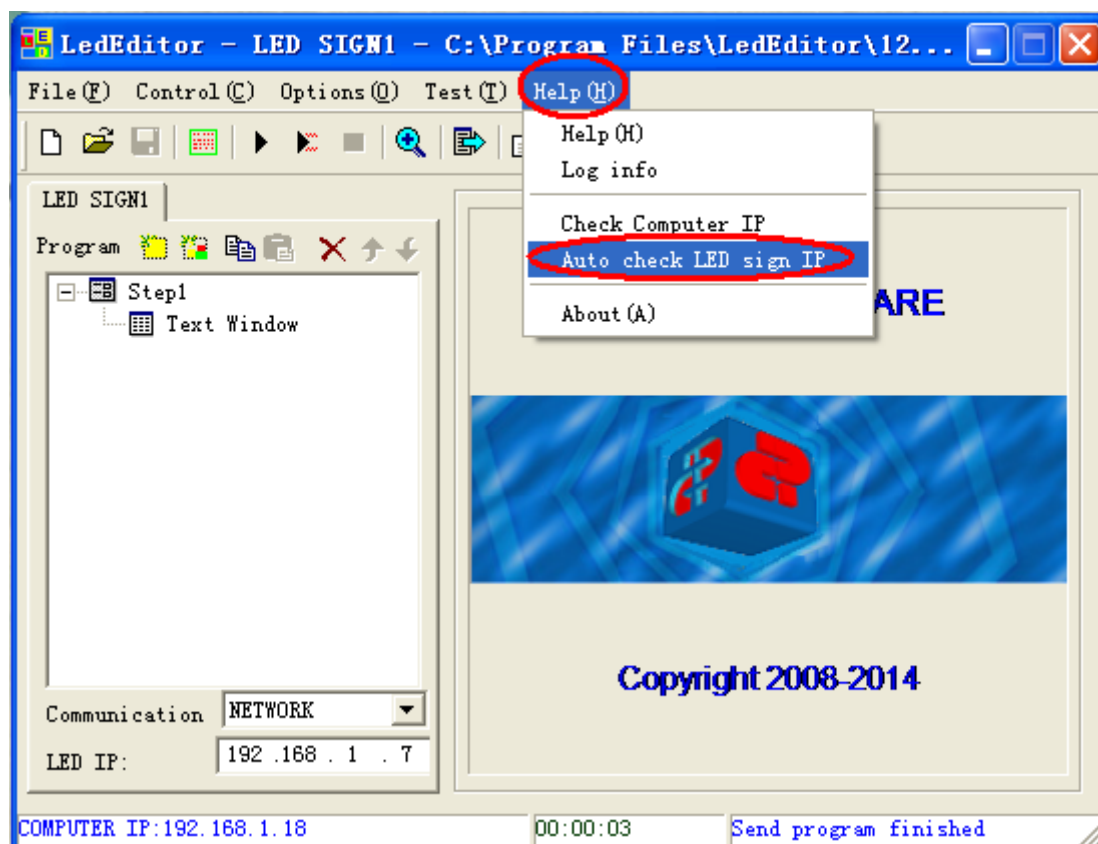 LedEditor - LED SIGN1 - C:\Program Files\LedEditor\12...
File(F) Control(C) Options(O) Test(T) Help(H)
Help(H)
Log info
Check Computer IP
Auto check LED sign IP
About(A)
LED SIGN1
Program
Step1
Text Window
ARE
Copyright 2008-2014
Communication NETWORK
LED IP: 192 .168 . 1 . 7
COMPUTER IP:192.168.1.18 00:00:03 Send program finished